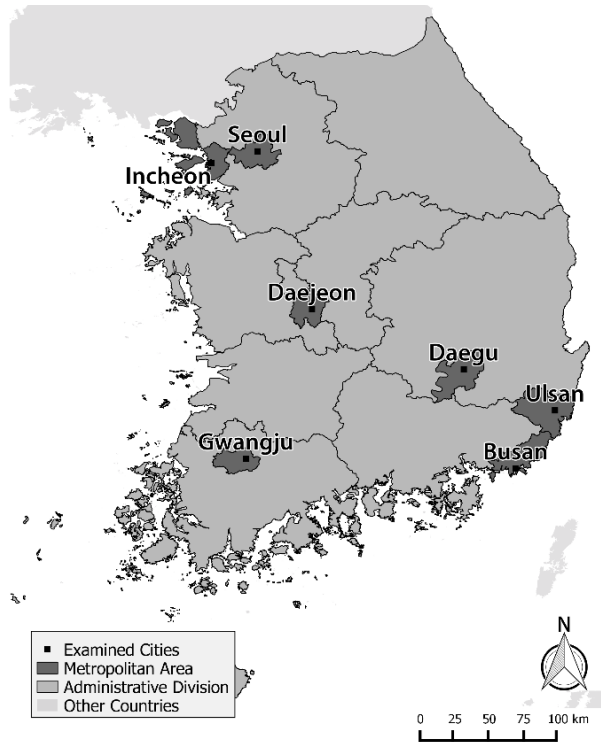 Seoul
Incheon
Daejeon
Daegu
Ulsan
Gwangju
Busan
N
Examined Cities
Metropolitan Area
Administrative Division
Other Countries
0 25 50 75 100 km